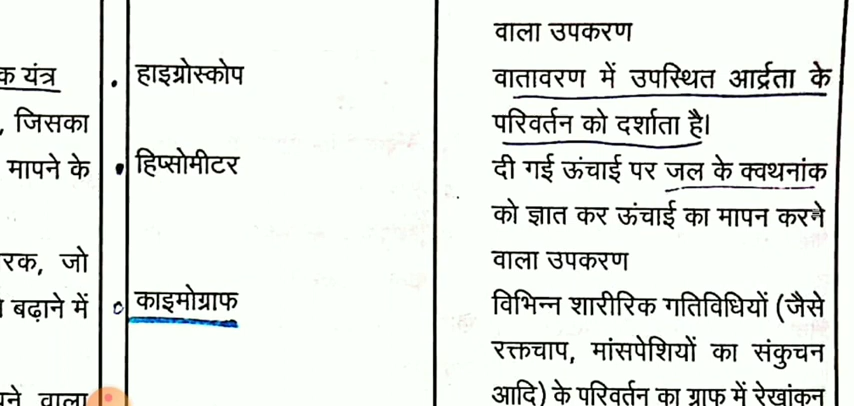 वाला उपकरण
क यंत्र
हाइग्रोस्कोप
वातावरण में उपस्थित आर्द्रता के
, जिसका
परिवर्तन को दर्शाता है।
मापने के
हिप्सोमीटर
दी गई ऊंचाई पर जल के क्वथनांक
को ज्ञात कर ऊंचाई का मापन करने
रक, जो
वाला उपकरण
बढ़ाने में
काइमोग्राफ
विभिन्न शारीरिक गतिविधियों (जैसे
रक्तचाप, मांसपेशियों का संकुचन
वाला
आदि) के परिवर्तन का ग्राफ में रेखांकन